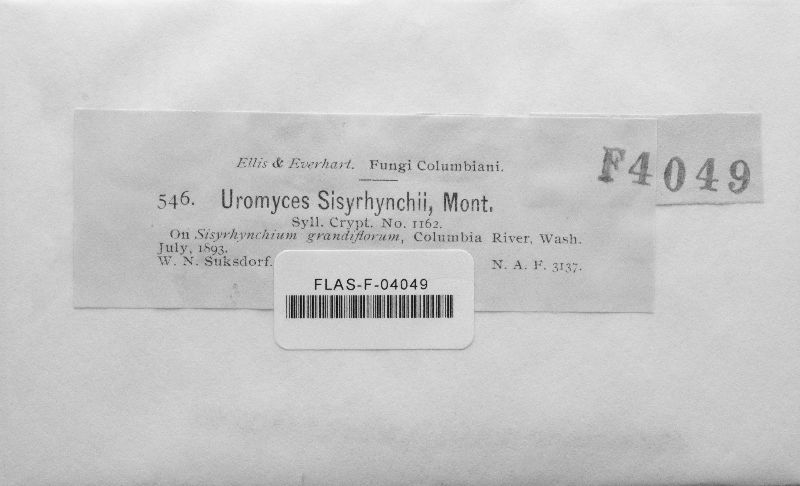 Ellis & Everhart. Fungi Columbiani.
F4049
546. Uromyces Sisyrhynchii, Mont.
Syll. Crypt. No. 1162.
On Sisyrhynchium grandiflorum, Columbia River, Wash.
July, 1893.
W. N. Suksdorf. N. A. F. 3137.
FLAS-F-04049